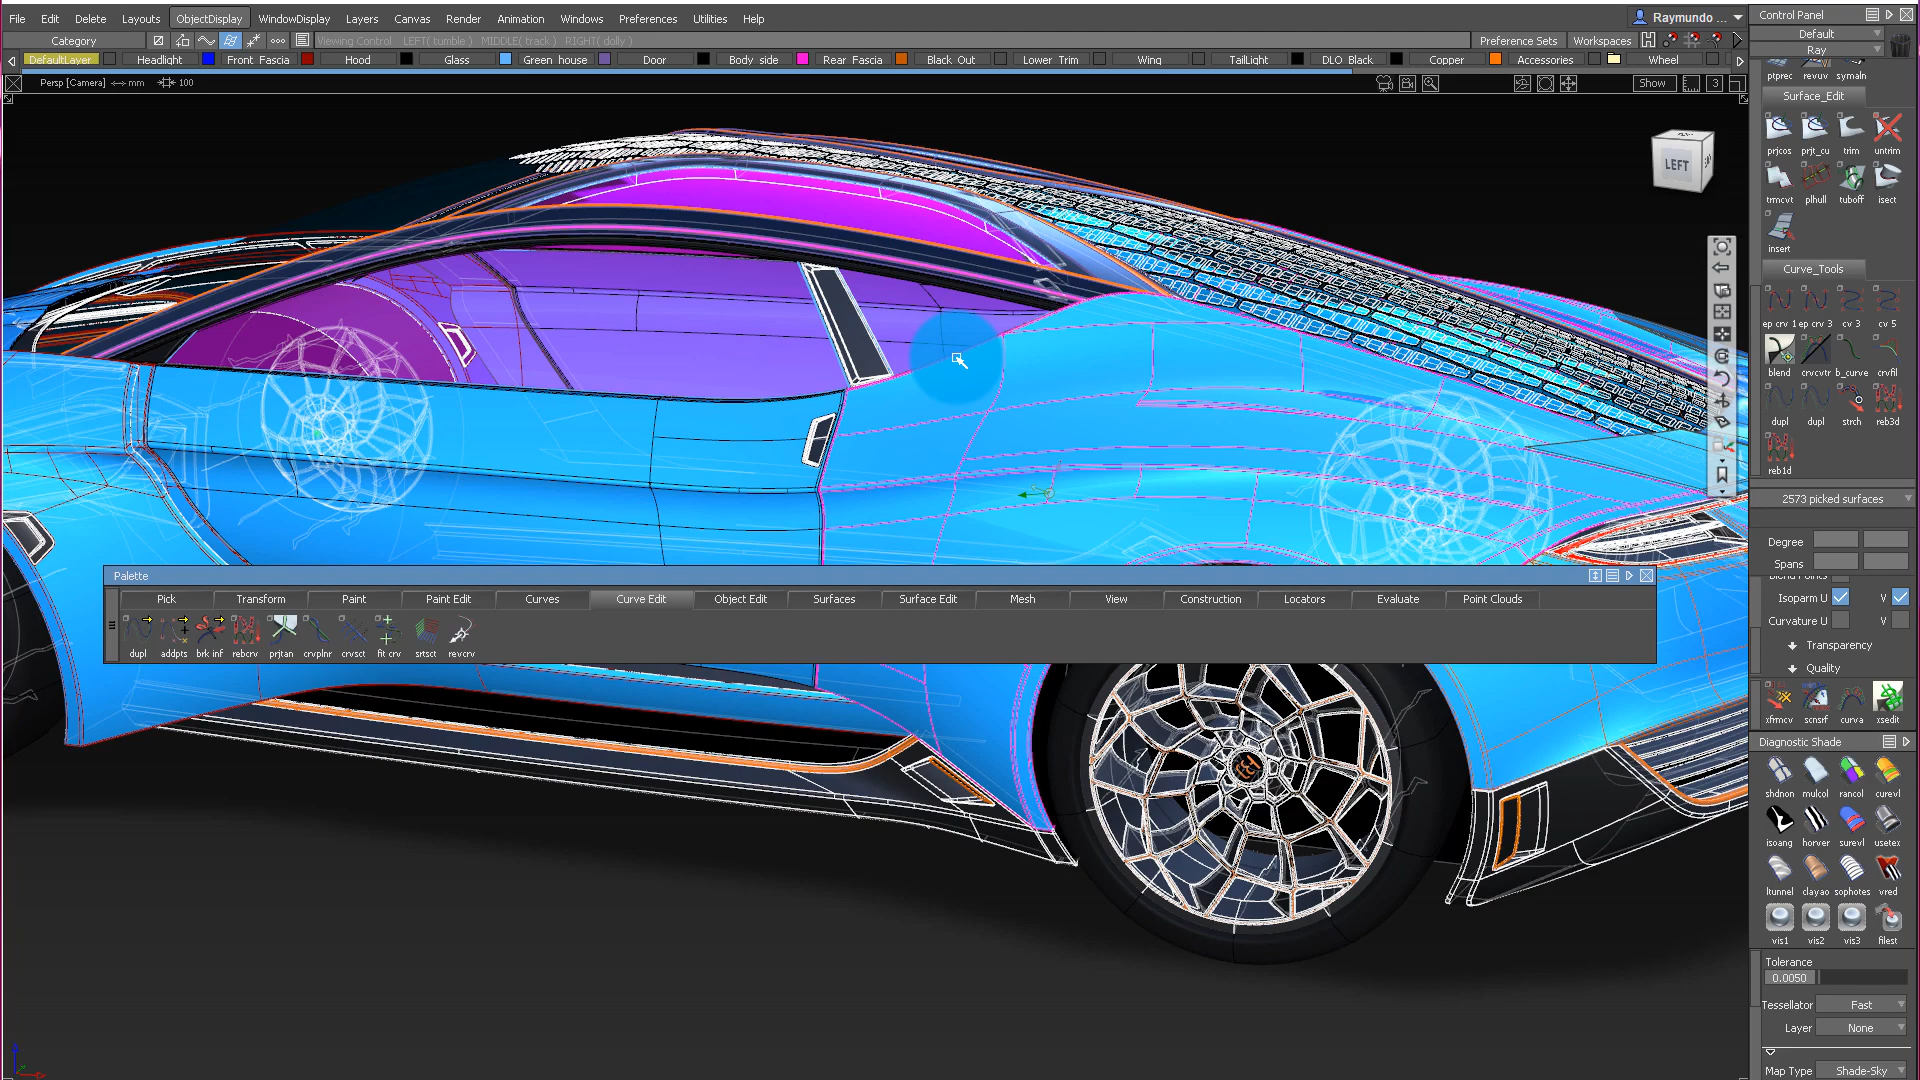 File Edit Delete Layouts ObjectDisplay WindowDisplay Layers Canvas Render Animation Windows Preferences Utilities Help
Raymundo ...
Control Panel
Category
Viewing Control LEFT( tumble ) MIDDLE( track ) RIGHT( dolly )
Preference Sets Workspaces
Default
Ray
DefaultLayer Headlight Front Fascia Hood Glass Green house Door Body side Rear Fascia Black Out Lower Trim Wing TailLight DLO Black Copper Accessories Wheel
Persp [Camera] <-> mm 100
Show 3
ptprec revuv symaln
Surface_Edit
prjcos prjt_cu trim untrim
trmcvt plhull tuboff isect
insert
LEFT
Curve_Tools
ep crv 1 ep crv 3 cv 3 cv 5
blend crvcvtr b_curve crvfil
dupl dupl strch reb3d
reb1d
2573 picked surfaces
Degree
Spans
Blend Points
Isoparm U V
Curvature U V
Transparency
Quality
xfrmcv scnsrf curva xsedit
Palette
Pick Transform Paint Paint Edit Curves Curve Edit Object Edit Surfaces Surface Edit Mesh View Construction Locators Evaluate Point Clouds
dupl addpts brk inf rebcrv prjtan crvplnr crvsct fit crv srtsct revcrv
Diagnostic Shade
shdnon mulcol rancol curevl
isoang horver surevl usetex
ltunnel clayao sophotes vred
vis1 vis2 vis3 filest
Tolerance
0.0050
Tessellator Fast
Layer None
Map Type Shade-Sky